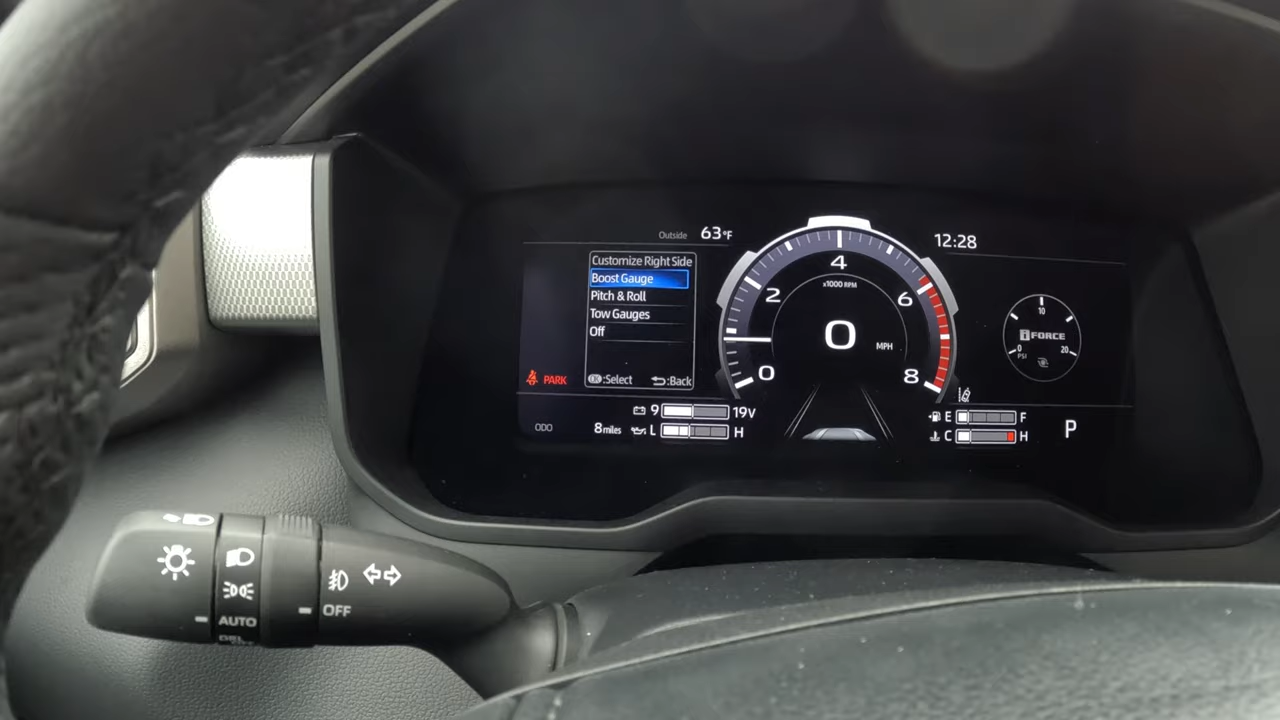 Outside 63°F
12:28
Customize Right Side
Boost Gauge
Pitch & Roll
Tow Gauges
Off
OK:Select Back
PARK
ODO 8 miles
9 19V
L H
0 2 4 6 8
x1000 RPM
0 MPH
10
iFORCE
0 20
PSI
E F
C H
P
OFF
AUTO